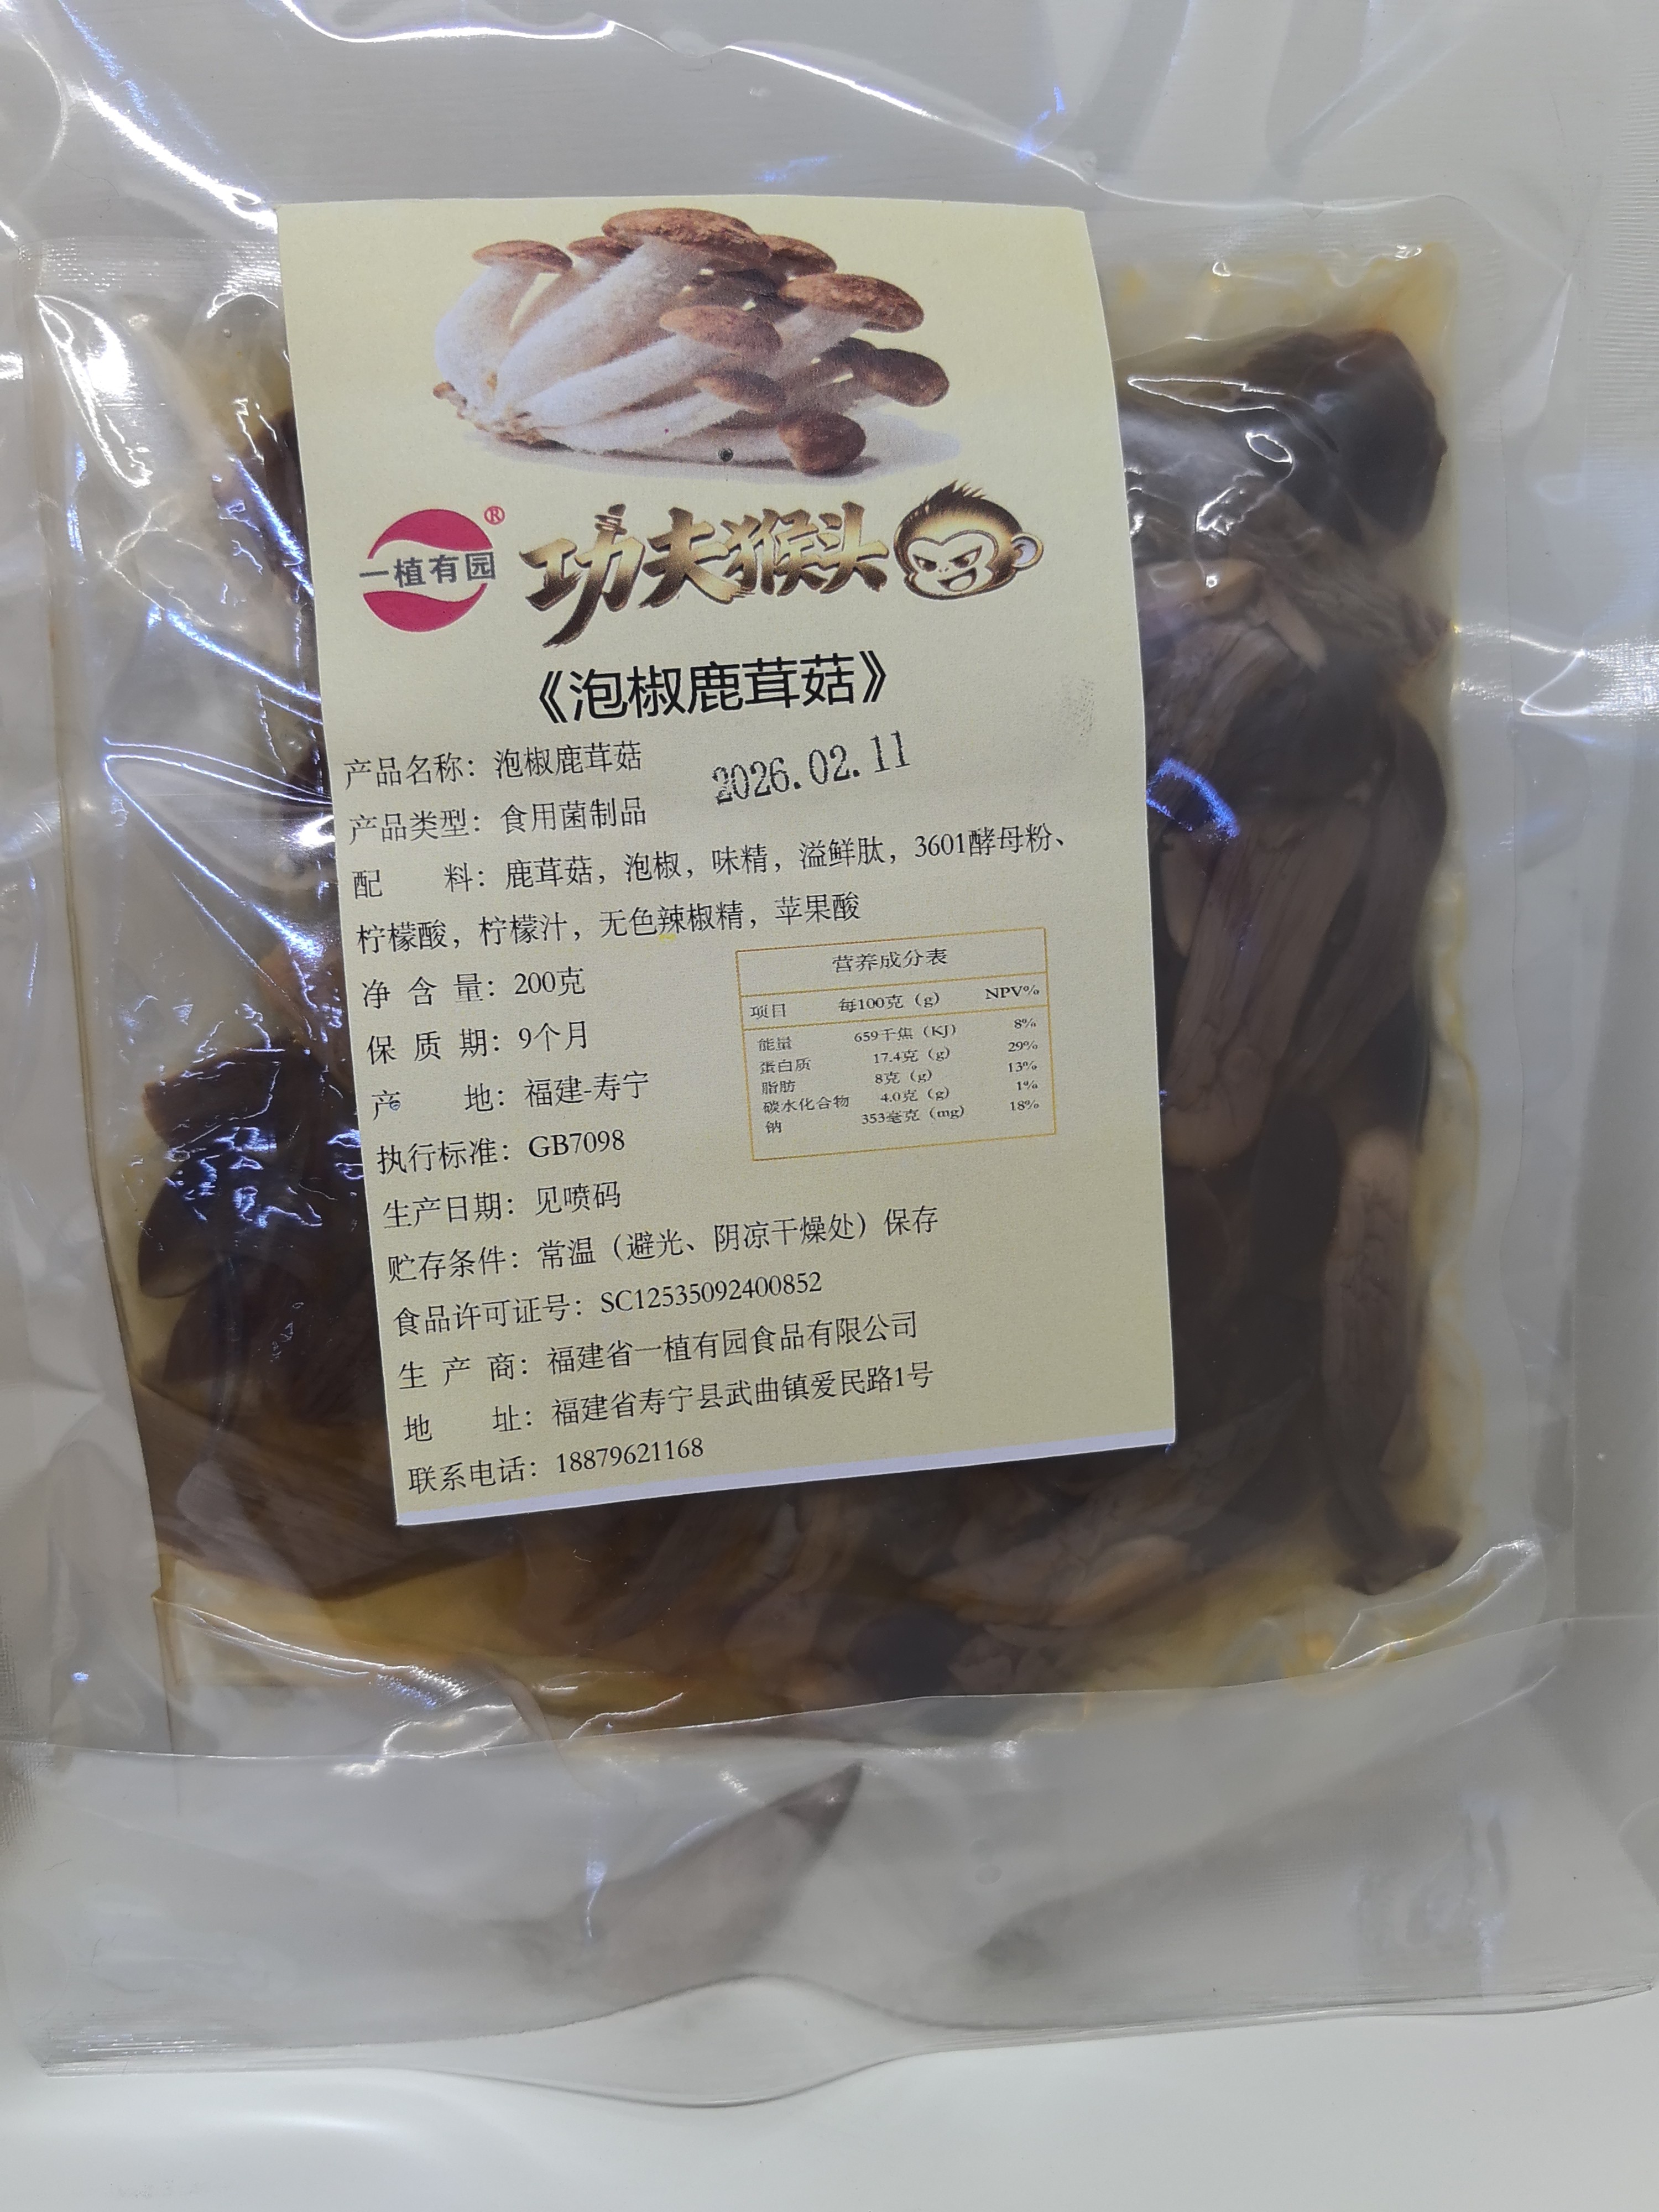 一植有园®
功夫猴头
《泡椒鹿茸菇》
产品名称：泡椒鹿茸菇
2026.02.11
产品类型：食用菌制品
配 料：鹿茸菇，泡椒，味精，溢鲜肽，3601酵母粉、
柠檬酸，柠檬汁，无色辣椒精，苹果酸
净 含 量：200克
保 质 期：9个月
产 地：福建-寿宁
执行标准：GB7098
生产日期：见喷码
营养成分表
项目 每100克（g） NPV%
能量 659千焦（KJ） 8%
蛋白质 17.4克（g） 29%
脂肪 8克（g） 13%
碳水化合物 4.0克（g） 1%
钠 353毫克（mg） 18%
贮存条件：常温（避光、阴凉干燥处）保存
食品许可证号：SC12535092400852
生 产 商：福建省一植有园食品有限公司
地 址：福建省寿宁县武曲镇爱民路1号
联系电话：18879621168